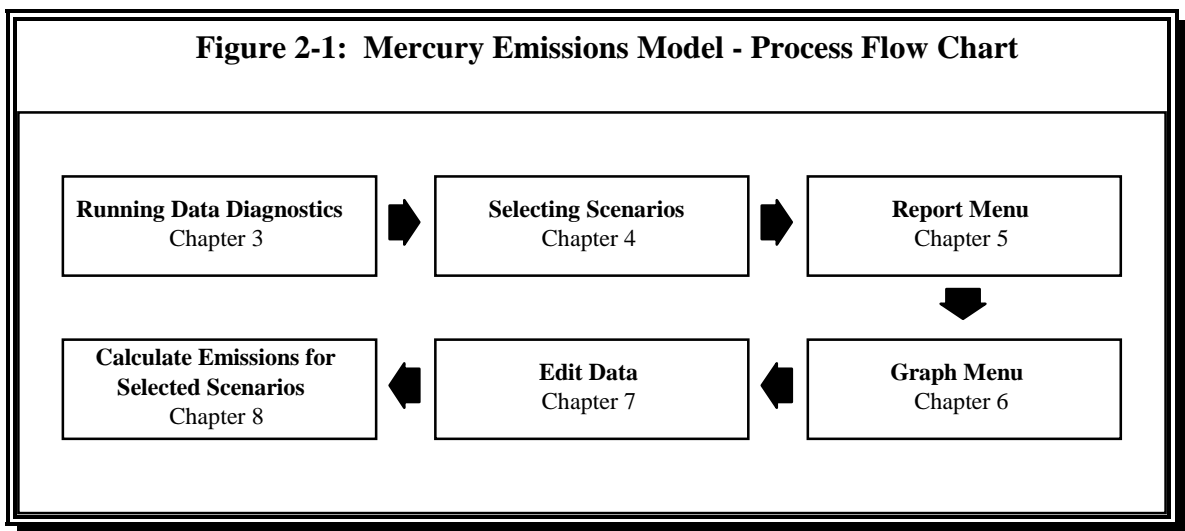 Figure 2-1: Mercury Emissions Model - Process Flow Chart
Running Data Diagnostics
Chapter 3
Selecting Scenarios
Chapter 4
Report Menu
Chapter 5
Graph Menu
Chapter 6
Edit Data
Chapter 7
Calculate Emissions for
Selected Scenarios
Chapter 8